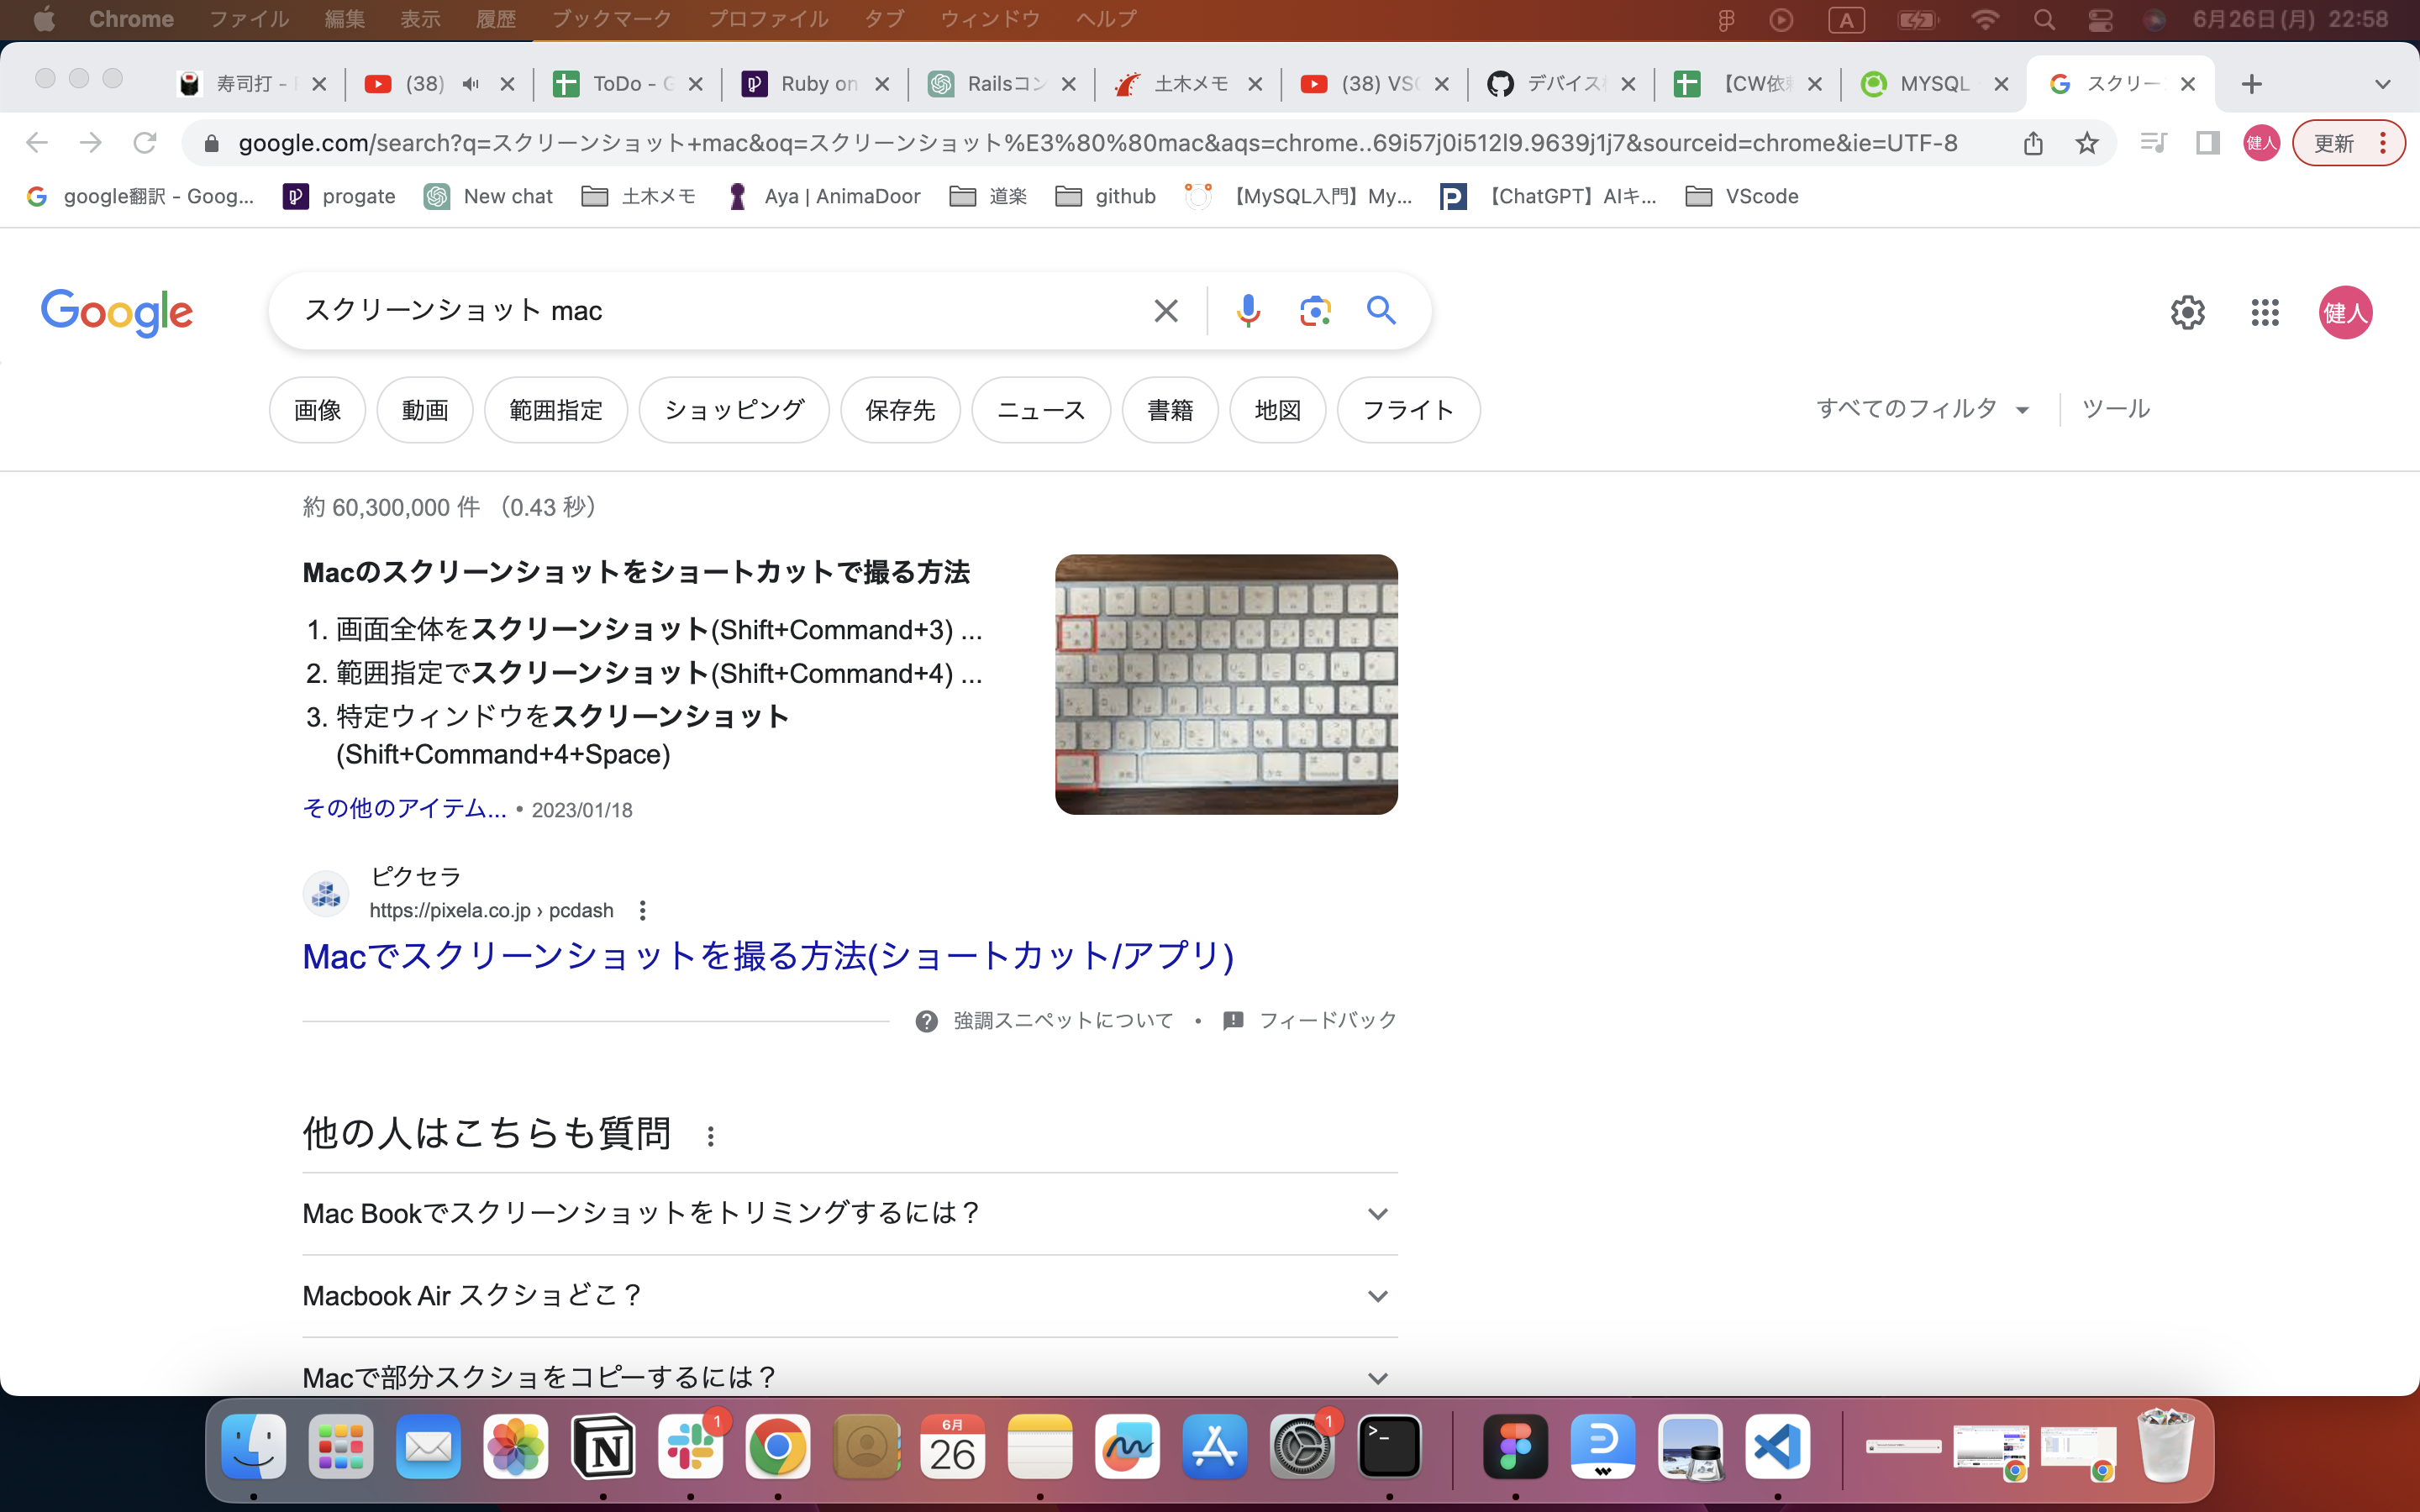 Chrome ファイル 編集 表示 履歴 ブックマーク プロファイル タブ ウィンドウ ヘルプ A 6月26日(月) 22:58
寿司打 - (38) ToDo - Ruby on Railsコン 土木メモ (38) VS デバイス 【CW依 MYSQL スクリー
google.com/search?q=スクリーンショット+mac&oq=スクリーンショット%E3%80%80mac&aqs=chrome..69i57j0i512l9.9639j1j7&sourceid=chrome&ie=UTF-8 健人 更新
google翻訳 - Goog... progate New chat 土木メモ Aya | AnimaDoor 道楽 github 【MySQL入門】My... 【ChatGPT】AIキ... VScode
Google スクリーンショット mac 健人
画像 動画 範囲指定 ショッピング 保存先 ニュース 書籍 地図 フライト すべてのフィルタ ツール
約 60,300,000 件 (0.43 秒)
Macのスクリーンショットをショートカットで撮る方法
1. 画面全体をスクリーンショット(Shift+Command+3) ...
2. 範囲指定でスクリーンショット(Shift+Command+4) ...
3. 特定ウィンドウをスクリーンショット
(Shift+Command+4+Space)
その他のアイテム... • 2023/01/18
ピクセラ
https://pixela.co.jp › pcdash
Macでスクリーンショットを撮る方法(ショートカット/アプリ)
強調スニペットについて • フィードバック
他の人はこちらも質問
Mac Bookでスクリーンショットをトリミングするには？
Macbook Air スクショどこ？
Macで部分スクショをコピーするには？
1 6月 26 1